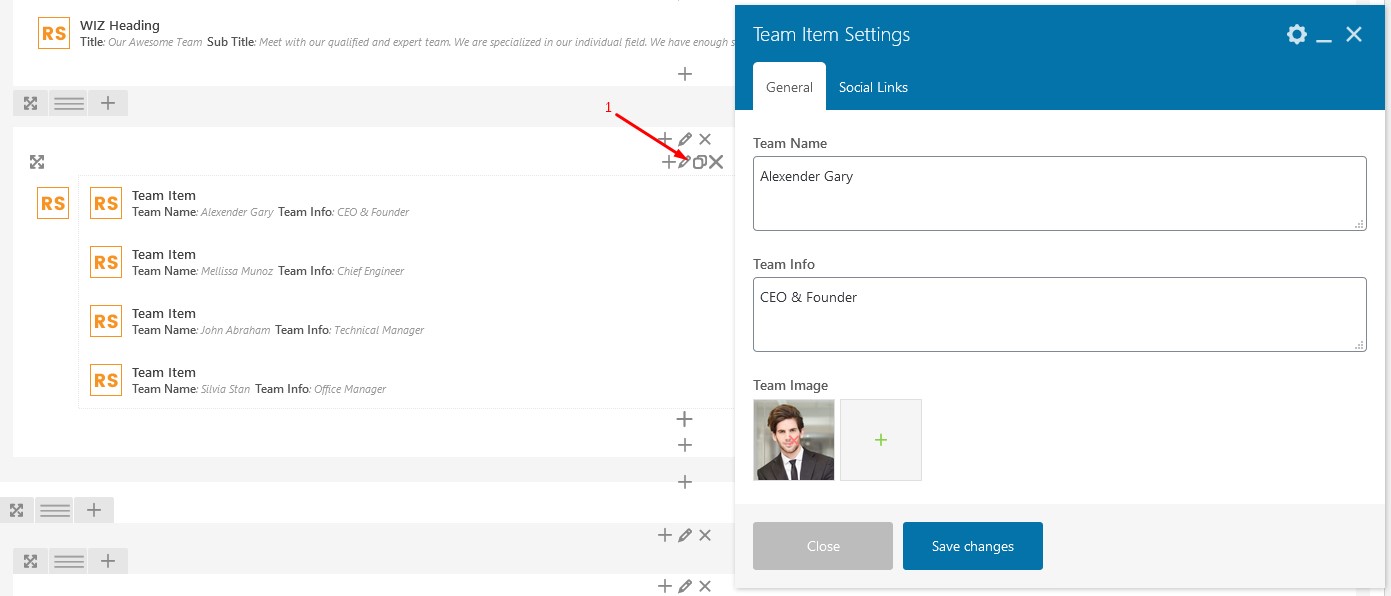 RS
WIZ Heading
Title: Our Awesome Team Sub Title: Meet with our qualified and expert team. We are specialized in our individual field. We have enough s
1
RS
RS
Team Item
Team Name: Alexender Gary Team Info: CEO & Founder
RS
Team Item
Team Name: Mellissa Munoz Team Info: Chief Engineer
RS
Team Item
Team Name: John Abraham Team Info: Technical Manager
RS
Team Item
Team Name: Silvia Stan Team Info: Office Manager
Team Item Settings
General
Social Links
Team Name
Alexender Gary
Team Info
CEO & Founder
Team Image
Close
Save changes